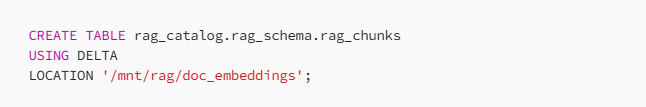 CREATE TABLE rag_catalog.rag_schema.rag_chunks
USING DELTA
LOCATION '/mnt/rag/doc_embeddings';